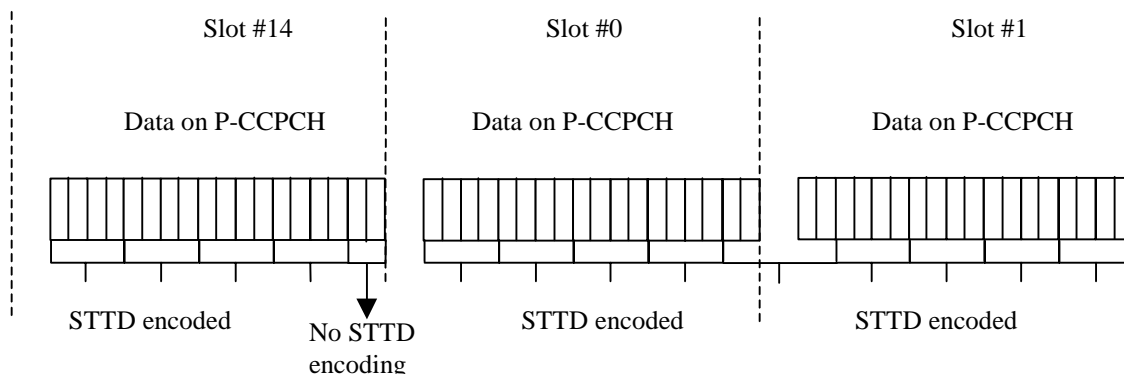 Slot #14 Slot #0 Slot #1
Data on P-CCPCH Data on P-CCPCH Data on P-CCPCH
STTD encoded STTD encoded STTD encoded
No STTD
encoding